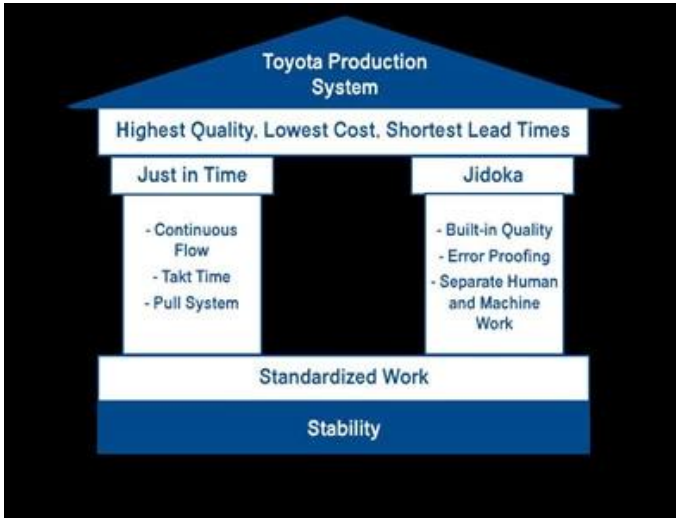 Toyota Production
System
Highest Quality, Lowest Cost, Shortest Lead Times
Just in Time
Jidoka
- Continuous
Flow
- Takt Time
- Pull System
- Built-in Quality
- Error Proofing
- Separate Human
and Machine
Work
Standardized Work
Stability